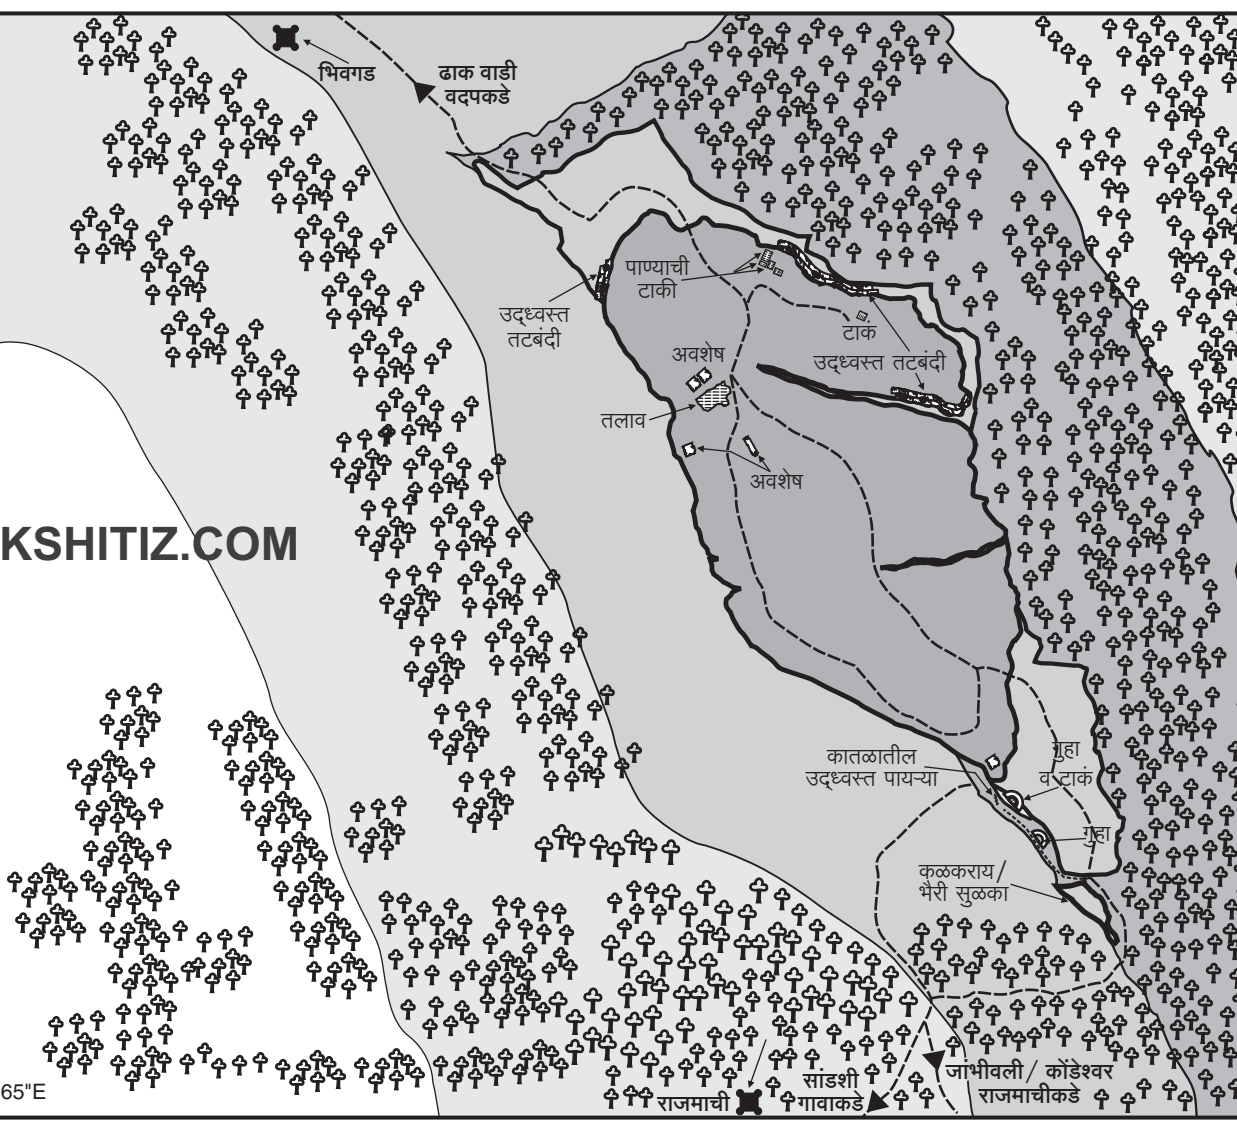 भिवगड
ढाक वाडी
वदपकडे
पाण्याची
टाकी
उद्ध्वस्त
तटबंदी
टाकं
उद्ध्वस्त तटबंदी
अवशेष
तलाव
अवशेष
KSHITIZ.COM
कातळातील
उद्ध्वस्त पायऱ्या
गुहा
व टाकं
गुहा
कळकराय/
भैरी सुळका
सांडशी
गावाकडे
जांभीवली/ कोंडेश्वर
राजमाचीकडे
राजमाची
65"E